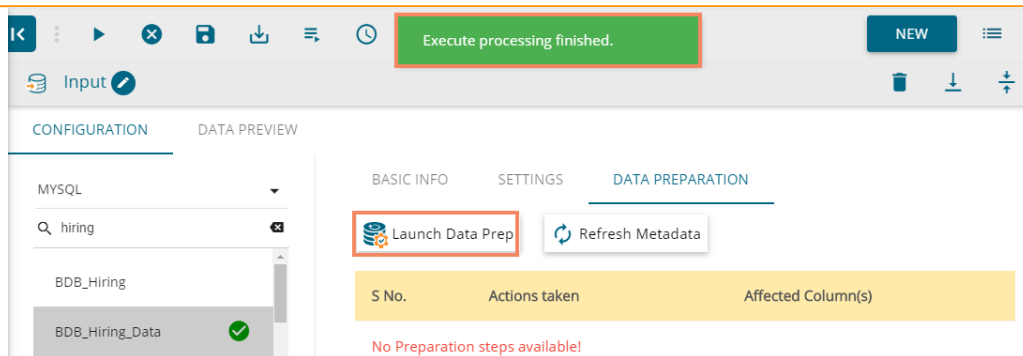 Execute processing finished.
NEW
Input
CONFIGURATION DATA PREVIEW
MYSQL
hiring
BDB_Hiring
BDB_Hiring_Data
BASIC INFO SETTINGS DATA PREPARATION
Launch Data Prep Refresh Metadata
S No. Actions taken Affected Column(s)
No Preparation steps available!